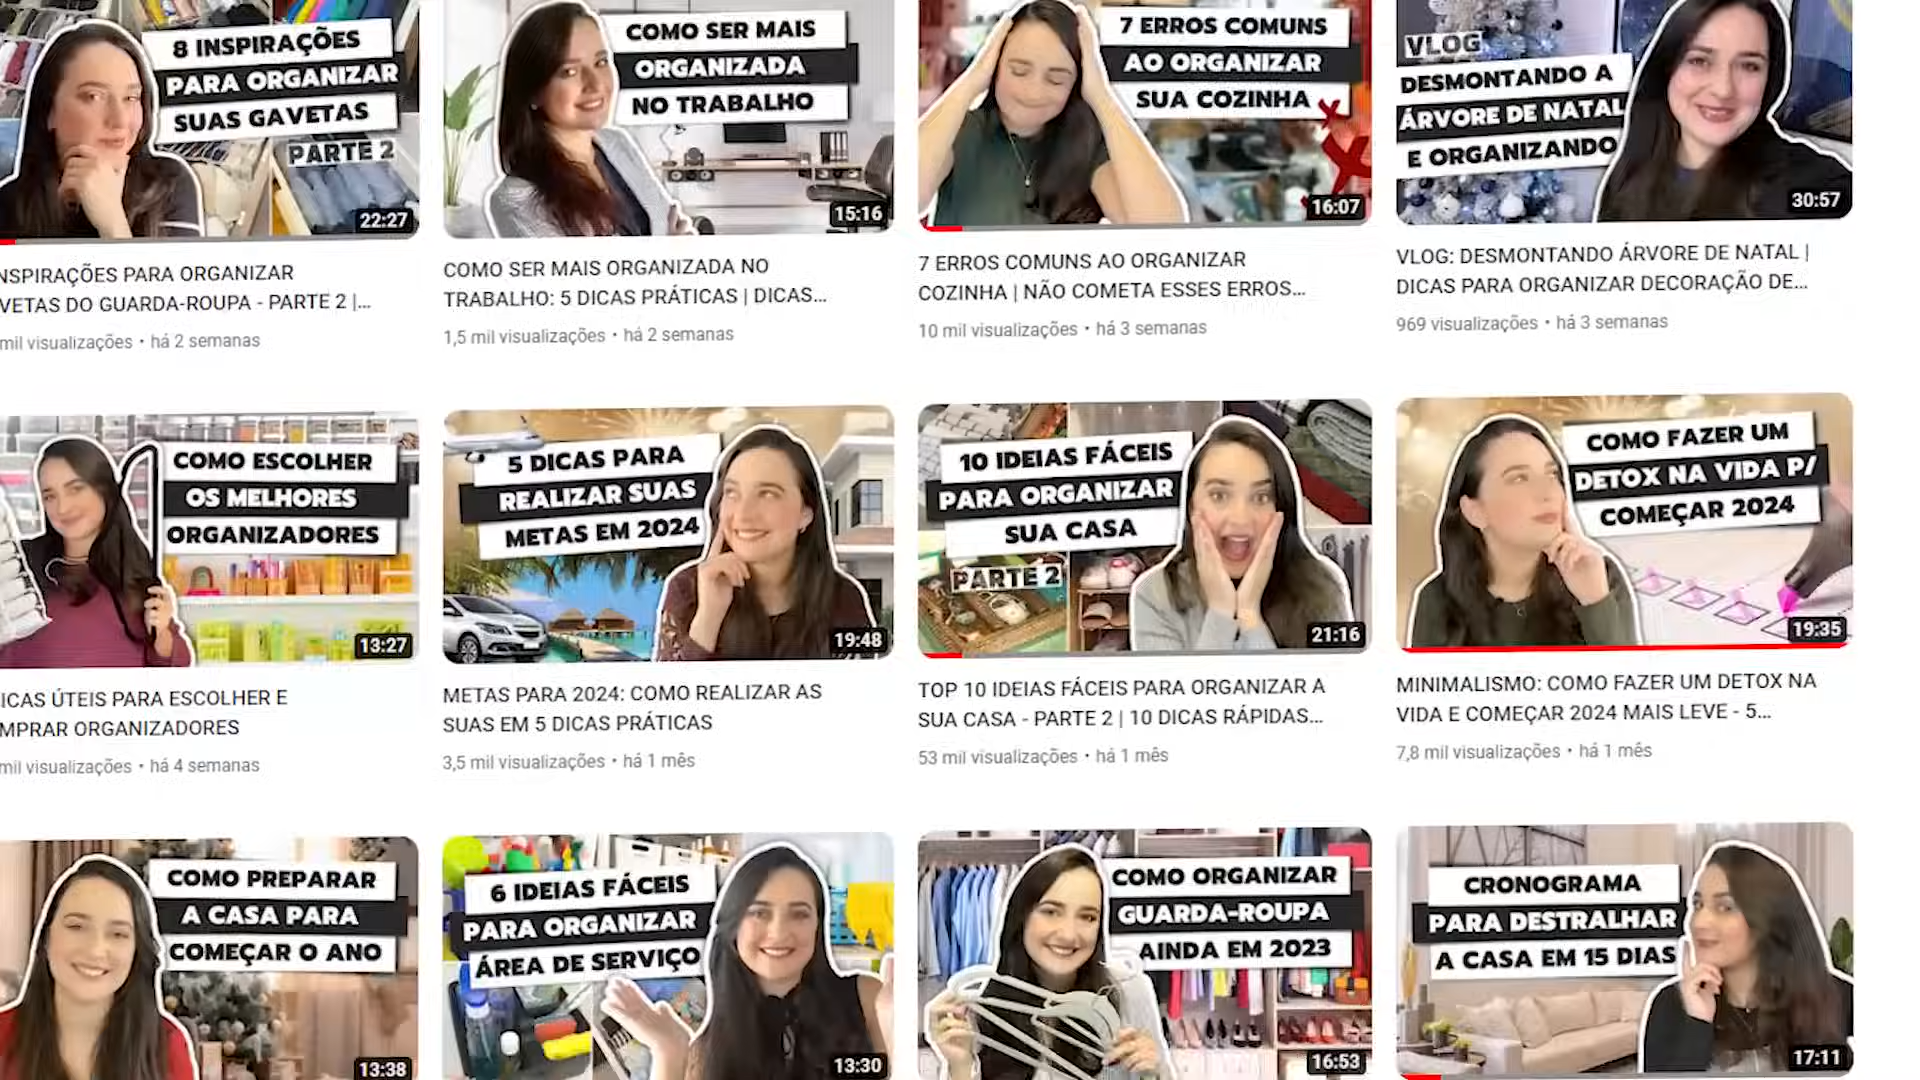 8 INSPIRAÇÕES
PARA ORGANIZAR
SUAS GAVETAS
PARTE 2
22:27
NSPIRAÇÕES PARA ORGANIZAR
VETAS DO GUARDA-ROUPA - PARTE 2 |...
mil visualizações • há 2 semanas
COMO SER MAIS
ORGANIZADA
NO TRABALHO
15:16
COMO SER MAIS ORGANIZADA NO
TRABALHO: 5 DICAS PRÁTICAS | DICAS...
1,5 mil visualizações • há 2 semanas
7 ERROS COMUNS
AO ORGANIZAR
SUA COZINHA
16:07
7 ERROS COMUNS AO ORGANIZAR
COZINHA | NÃO COMETA ESSES ERROS...
10 mil visualizações • há 3 semanas
VLOG
DESMONTANDO A
ÁRVORE DE NATAL
E ORGANIZANDO
30:57
VLOG: DESMONTANDO ÁRVORE DE NATAL |
DICAS PARA ORGANIZAR DECORAÇÃO DE...
969 visualizações • há 3 semanas
COMO ESCOLHER
OS MELHORES
ORGANIZADORES
13:27
ICAS ÚTEIS PARA ESCOLHER E
MPRAR ORGANIZADORES
mil visualizações • há 4 semanas
5 DICAS PARA
REALIZAR SUAS
METAS EM 2024
19:48
METAS PARA 2024: COMO REALIZAR AS
SUAS EM 5 DICAS PRÁTICAS
3,5 mil visualizações • há 1 mês
10 IDEIAS FÁCEIS
PARA ORGANIZAR
SUA CASA
PARTE 2
21:16
TOP 10 IDEIAS FÁCEIS PARA ORGANIZAR A
SUA CASA - PARTE 2 | 10 DICAS RÁPIDAS...
53 mil visualizações • há 1 mês
COMO FAZER UM
DETOX NA VIDA P/
COMEÇAR 2024
19:35
MINIMALISMO: COMO FAZER UM DETOX NA
VIDA E COMEÇAR 2024 MAIS LEVE - 5...
7,8 mil visualizações • há 1 mês
COMO PREPARAR
A CASA PARA
COMEÇAR O ANO
13:38
6 IDEIAS FÁCEIS
PARA ORGANIZAR
ÁREA DE SERVIÇO
13:30
COMO ORGANIZAR
GUARDA-ROUPA
AINDA EM 2023
16:53
CRONOGRAMA
PARA DESTRALHAR
A CASA EM 15 DIAS
17:11